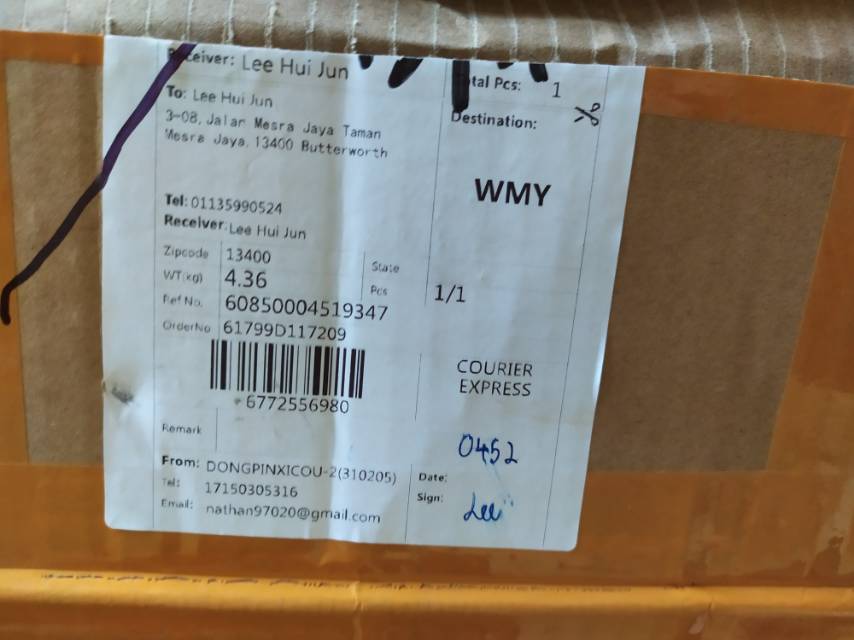 Receiver: Lee Hui Jun
To: Lee Hui Jun
3-08, Jalan Mesra Jaya Taman
Mesra Jaya, 13400 Butterworth
Tel: 01135990524
Receiver: Lee Hui Jun
Zipcode 13400
State
WT(kg) 4.36
Pcs 1/1
Ref No. 60850004519347
OrderNo 61799D117209
6772556980
Remark
From: DONGPINXICOU-2(310205)
Tel: 17150305316
Email: nathan97020@gmail.com
Total Pcs: 1
Destination:
WMY
COURIER
EXPRESS
0452
Date:
Sign: Lee